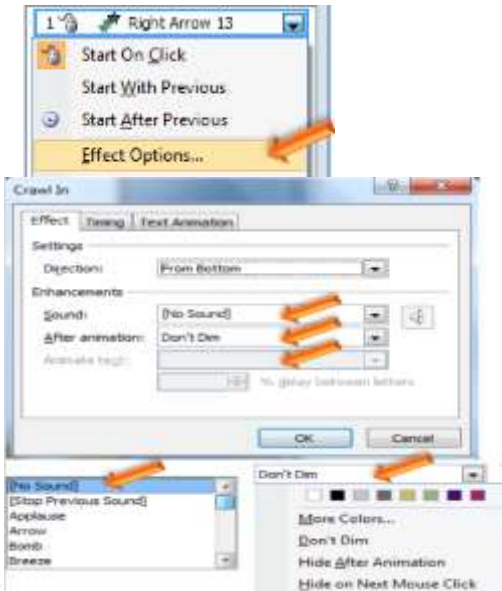 1 Right Arrow 13
Start On Click
Start With Previous
Start After Previous
Effect Options...
Crawl In
Effect Timing Text Animation
Settings
Direction: From Bottom
Enhancements
Sound: [No Sound]
After animation: Don't Dim
Animate text:
% delay between letters
OK Cancel
[No Sound]
[Stop Previous Sound]
Applause
Arrow
Bomb
Breeze
Don't Dim
More Colors...
Don't Dim
Hide After Animation
Hide on Next Mouse Click